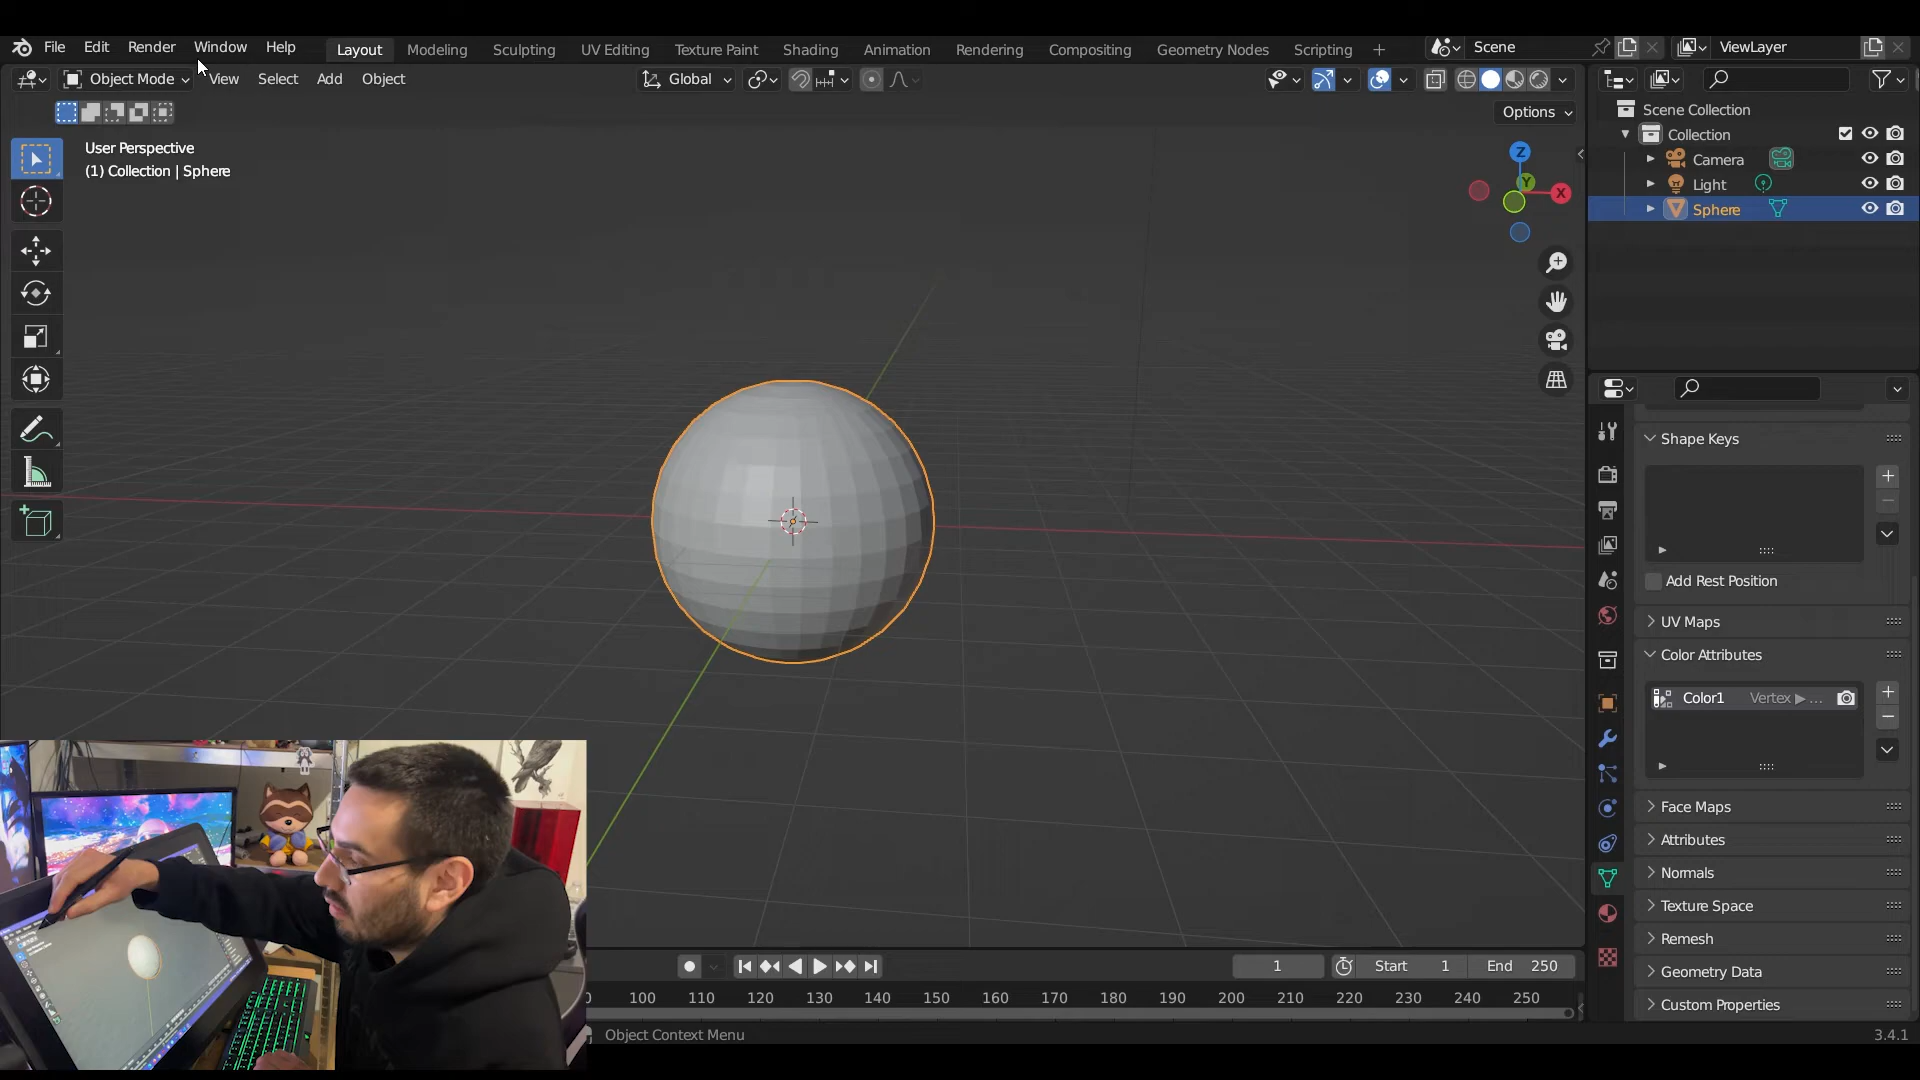 File Edit Render Window Help Layout Modeling Sculpting UV Editing Texture Paint Shading Animation Rendering Compositing Geometry Nodes Scripting + Scene ViewLayer
Object Mode View Select Add Object Global
Options
User Perspective
(1) Collection | Sphere
Z
Y
X
Scene Collection
Collection
Camera
Light
Sphere
Shape Keys
Add Rest Position
UV Maps
Color Attributes
Color1 Vertex ▶ ...
Face Maps
Attributes
Normals
Texture Space
Remesh
Geometry Data
Custom Properties
1 Start 1 End 250
0 100 110 120 130 140 150 160 170 180 190 200 210 220 230 240 250
Object Context Menu 3.4.1